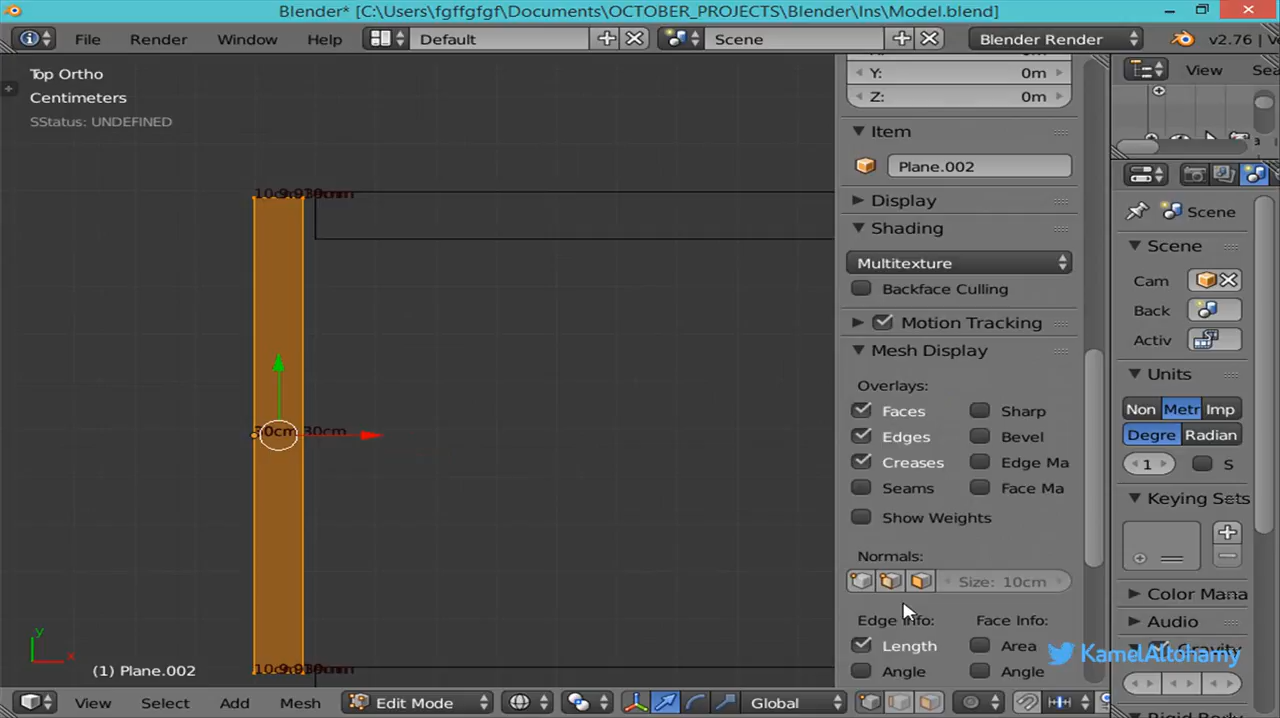 Blender* [C:\Users\fgffgfgf\Documents\OCTOBER_PROJECTS\Blender\Ins\Model.blend]
File Render Window Help Default Scene Blender Render v2.76
Top Ortho
Centimeters
SStatus: UNDEFINED
10cm
30cm
10cm
(1) Plane.002
y
x
Y: 0m
Z: 0m
Item
Plane.002
Display
Shading
Multitexture
Backface Culling
Motion Tracking
Mesh Display
Overlays:
Faces Sharp
Edges Bevel
Creases Edge Ma
Seams Face Ma
Show Weights
Normals:
Size: 10cm
Edge Info: Face Info:
Length Area
Angle Angle
View Sea
Scene
Scene
Cam
Back
Activ
Units
Non Metr Imp
Degre Radian
1 S
Keying Sets
Color Mana
Audio
Gravity
KamelAltohamy
View Select Add Mesh Edit Mode Global